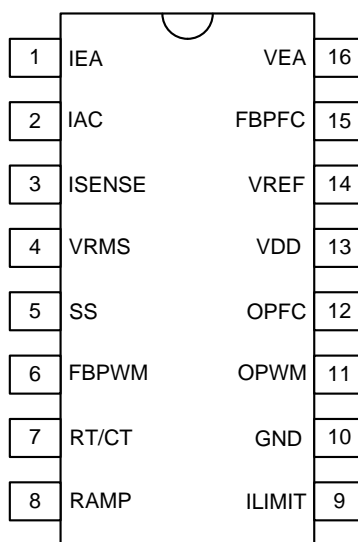 1 IEA VEA 16
2 IAC FBPFC 15
3 ISENSE VREF 14
4 VRMS VDD 13
5 SS OPFC 12
6 FBPWM OPWM 11
7 RT/CT GND 10
8 RAMP ILIMIT 9